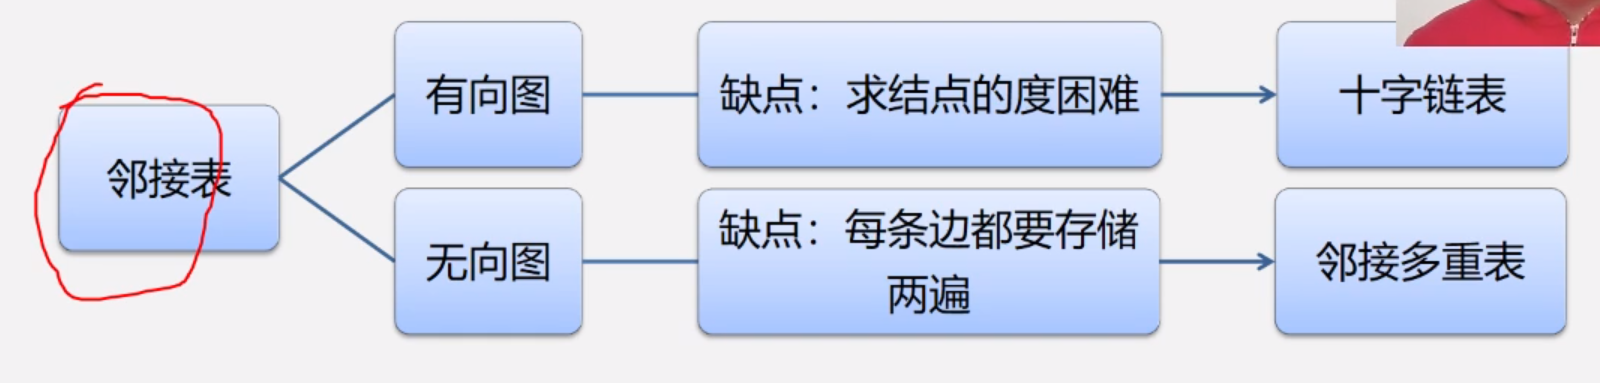 邻接表
有向图
缺点：求结点的度困难
十字链表
无向图
缺点：每条边都要存储
两遍
邻接多重表